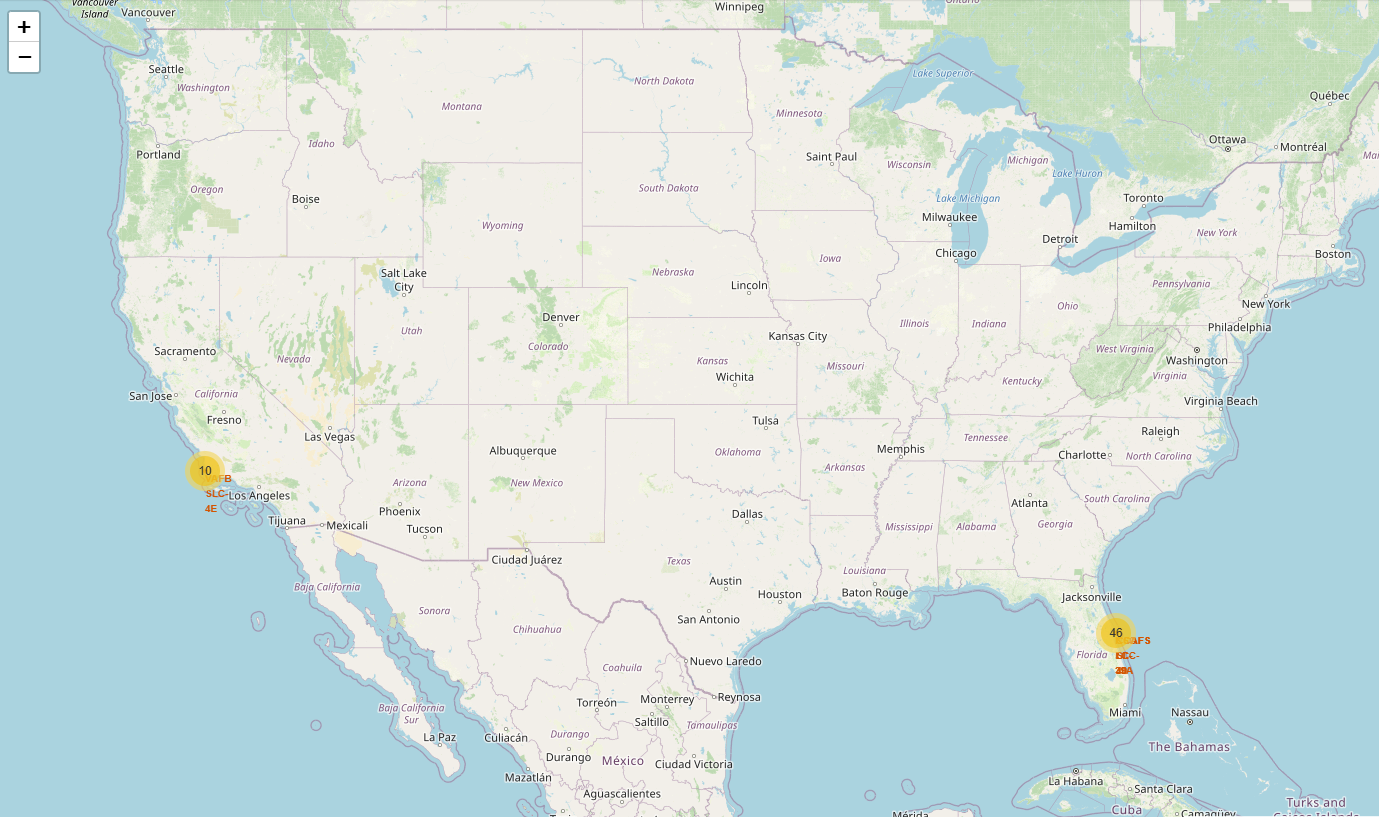 Vancouver
Island
Vancouver
Winnipeg
Ontario
+
−
Seattle
Washington
Montana
North Dakota
Minnesota
Lake Superior
Québec
Ottawa
Montréal
Portland
Idaho
Saint Paul
Wisconsin
Michigan
Lake Huron
Oregon
Boise
South Dakota
Lake Michigan
Toronto
Wyoming
Milwaukee
Hamilton
New York
Detroit
Chicago
Boston
Iowa
Salt Lake
City
Nebraska
Lincoln
Pennsylvania
New York
Ohio
Denver
Utah
Colorado
Illinois
Indiana
Philadelphia
Kansas City
Sacramento
Nevada
Kansas
Missouri
West Virginia
Washington
Virginia
Wichita
Kentucky
San Jose
California
Fresno
Virginia Beach
Tulsa
Las Vegas
Albuquerque
Oklahoma
Memphis
Tennessee
Raleigh
Charlotte
North Carolina
10
Arkansas
SLC-
4E
Los Angeles
Arizona
New Mexico
Phoenix
Tucson
Dallas
Atlanta
South Carolina
Tijuana
Mexicali
Mississippi
Alabama
Georgia
Ciudad Juárez
Texas
Louisiana
Baja California
Austin
Houston
Baton Rouge
Jacksonville
Sonora
Chihuahua
San Antonio
46
Florida
Coahuila
Nuevo Laredo
Baja California
Sur
Torreón
Monterrey
Reynosa
Saltillo
Tamaulipas
Miami
Nassau
La Paz
Culiacán
Durango
The Bahamas
Durango
México
Ciudad Victoria
Mazatlán
Aguascalientes
La Habana
Santa Clara
Cuba
Camagüey
Mérida
Turks and
Caicos Islands